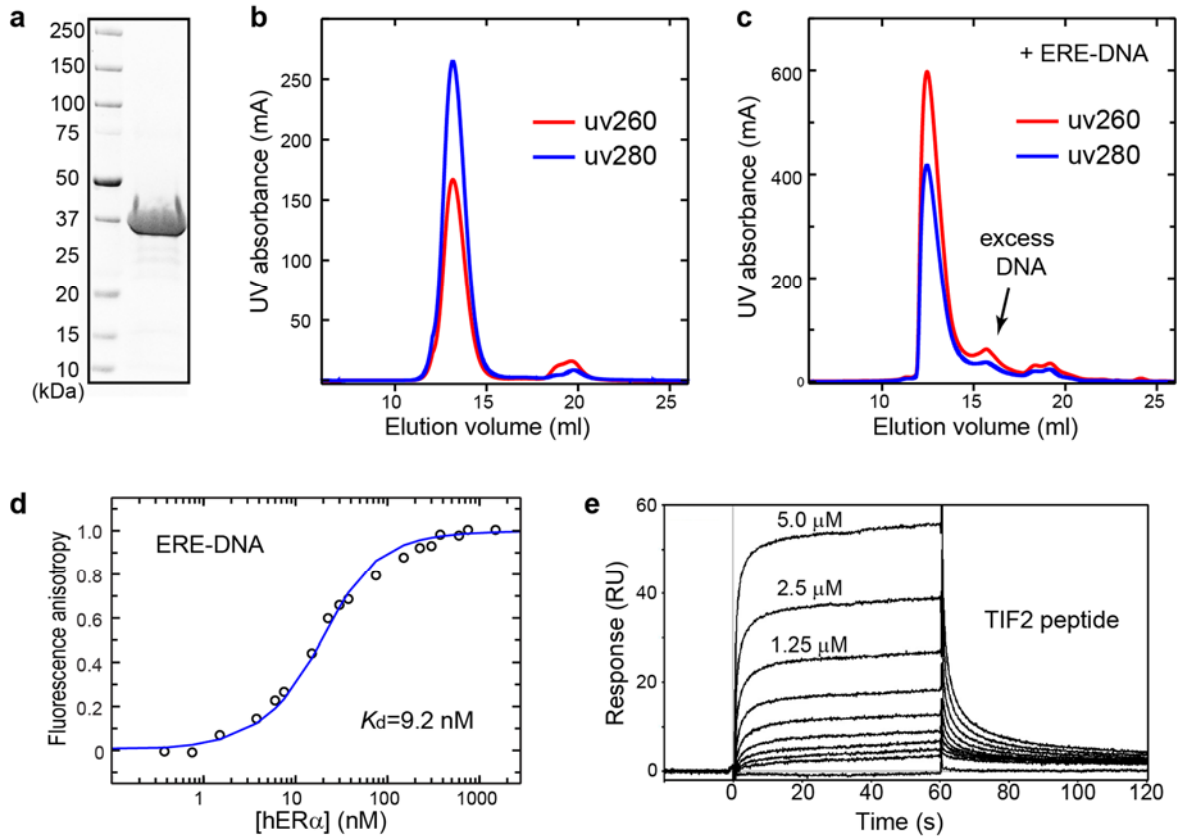 a
250
150
100
75
50
37
25
20
15
10
(kDa)
b
UV absorbance (mA)
250
200
150
100
50
uv260
uv280
10
15
20
25
Elution volume (ml)
c
UV absorbance (mA)
600
400
200
0
+ ERE-DNA
uv260
uv280
excess
DNA
10
15
20
25
Elution volume (ml)
d
Fluorescence anisotropy
1.0
0.8
0.6
0.4
0.2
0
ERE-DNA
Kd=9.2 nM
1
10
100
1000
[hERα] (nM)
e
Response (RU)
60
40
20
0
5.0 μM
2.5 μM
1.25 μM
TIF2 peptide
0
20
40
60
80
100
120
Time (s)